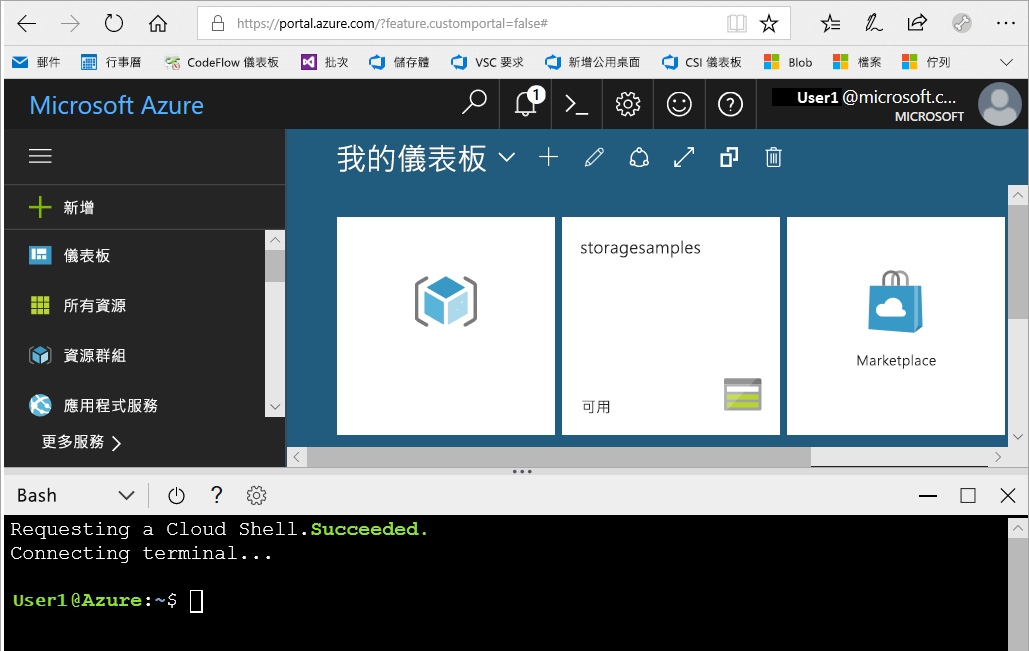 https://portal.azure.com/?feature.customportal=false#
郵件 行事曆 CodeFlow 儀表板 批次 儲存體 VSC 要求 新增公用桌面 CSI 儀表板 Blob 檔案 佇列
Microsoft Azure 1 User1 @microsoft.c...
MICROSOFT
我的儀表板
新增
儀表板
所有資源
資源群組
應用程式服務
更多服務
storagesamples
可用
Marketplace
Bash ?
Requesting a Cloud Shell.Succeeded.
Connecting terminal...
User1@Azure:~$